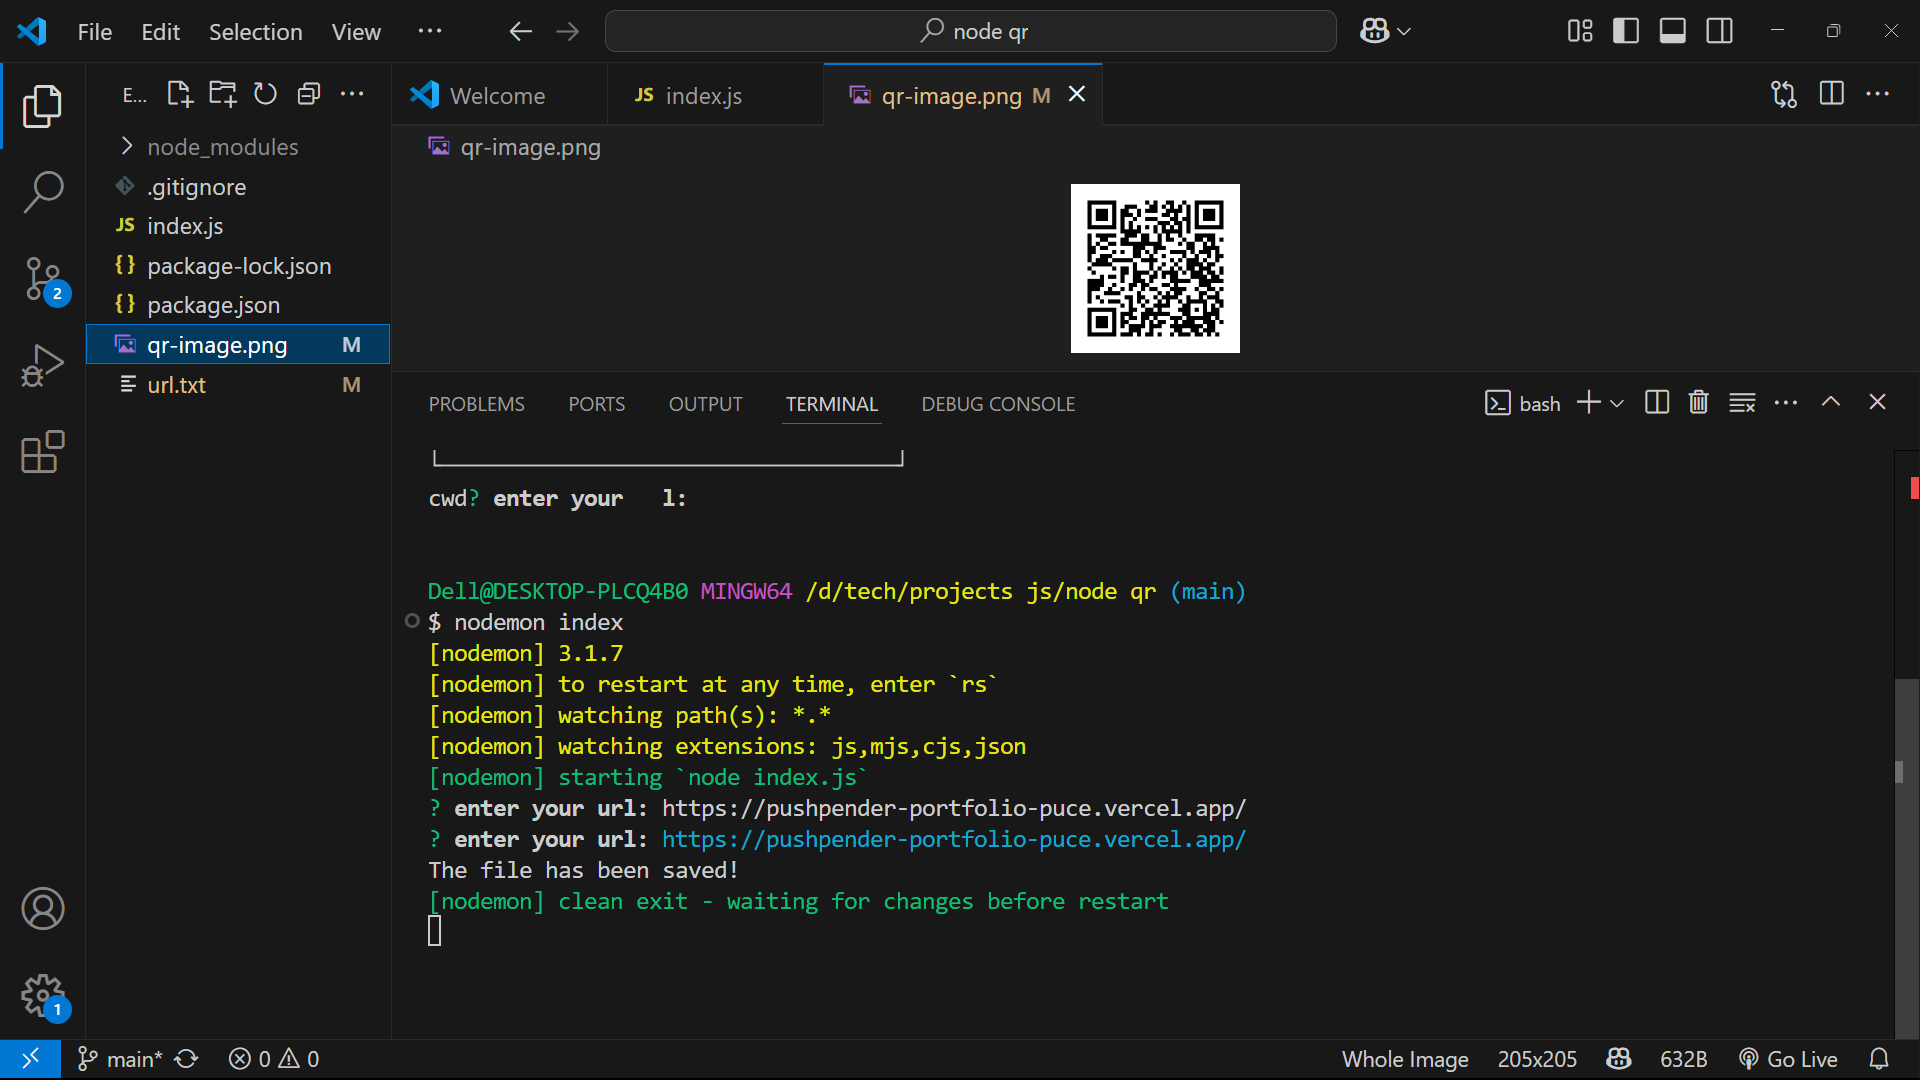 File Edit Selection View ··· node qr
E... ···
Welcome JS index.js qr-image.png M ···
node_modules
.gitignore
JS index.js
{} package-lock.json
{} package.json
qr-image.png M
url.txt M
2
1
qr-image.png
PROBLEMS PORTS OUTPUT TERMINAL DEBUG CONSOLE bash ···
cwd? enter your l:
Dell@DESKTOP-PLCQ4B0 MINGW64 /d/tech/projects js/node qr (main)
$ nodemon index
[nodemon] 3.1.7
[nodemon] to restart at any time, enter `rs`
[nodemon] watching path(s): *.*
[nodemon] watching extensions: js,mjs,cjs,json
[nodemon] starting `node index.js`
? enter your url: https://pushpender-portfolio-puce.vercel.app/
? enter your url: https://pushpender-portfolio-puce.vercel.app/
The file has been saved!
[nodemon] clean exit - waiting for changes before restart
main* 0 0 Whole Image 205x205 632B Go Live